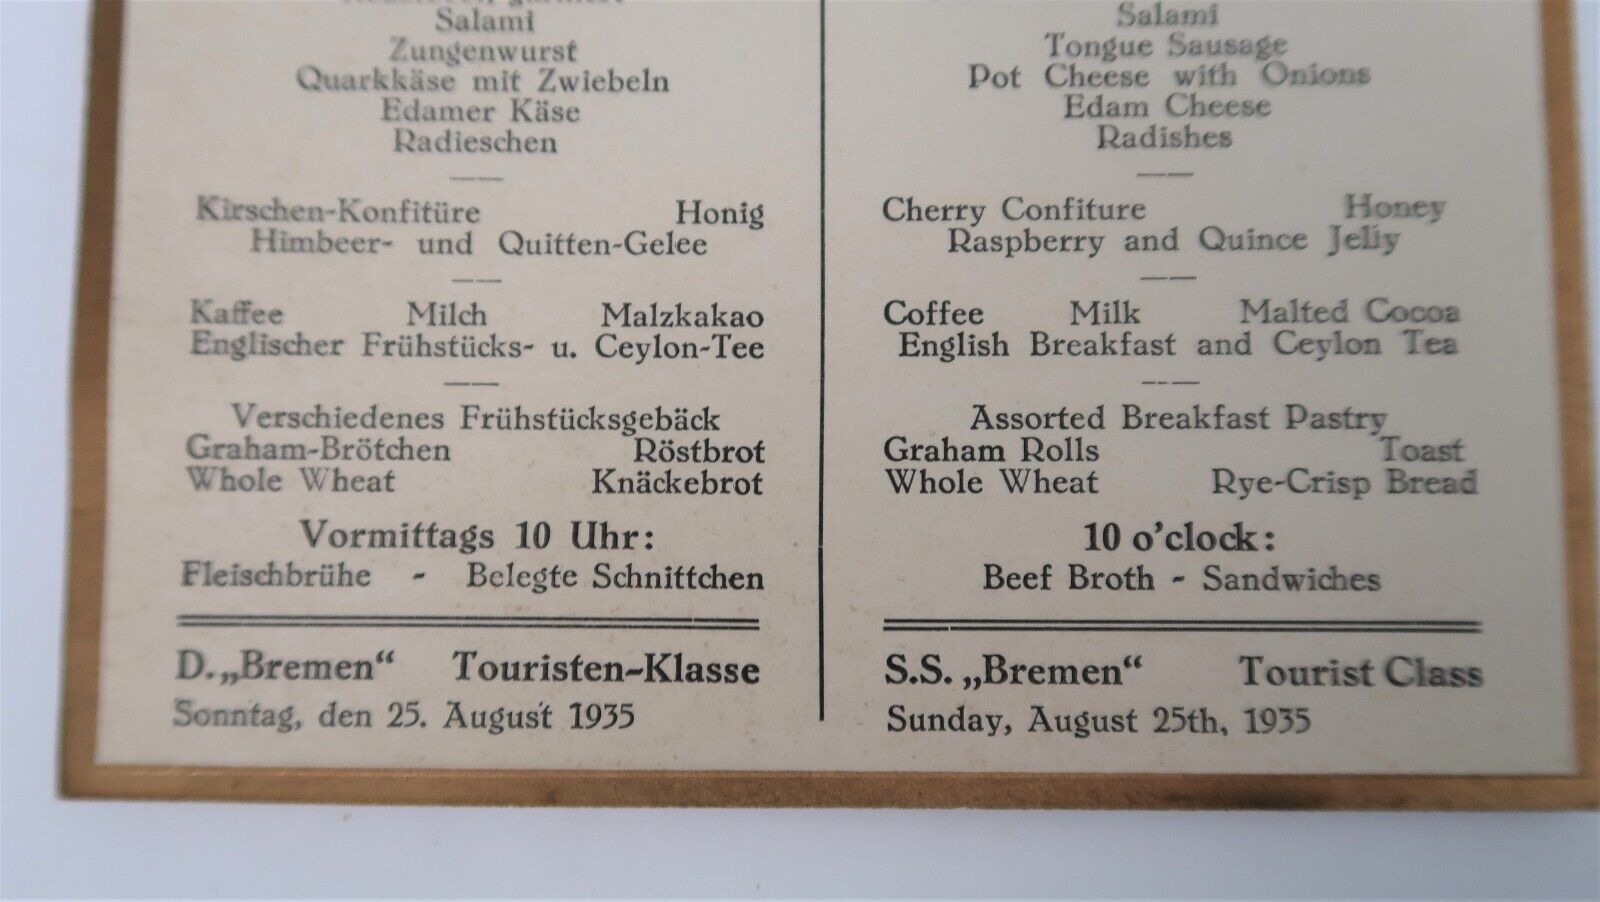 Salami
Zungenwurst
Quarkkäse mit Zwiebeln
Edamer Käse
Radieschen
Kirschen-Konfitüre Honig
Himbeer- und Quitten-Gelee
Kaffee Milch Malzkakao
Englischer Frühstücks- u. Ceylon-Tee
Verschiedenes Frühstücksgebäck
Graham-Brötchen Röstbrot
Whole Wheat Knäckebrot
Vormittags 10 Uhr:
Fleischbrühe - Belegte Schnittchen
D. „Bremen“ Touristen-Klasse
Sonntag, den 25. August 1935
Salami
Tongue Sausage
Pot Cheese with Onions
Edam Cheese
Radishes
Cherry Confiture Honey
Raspberry and Quince Jelly
Coffee Milk Malted Cocoa
English Breakfast and Ceylon Tea
Assorted Breakfast Pastry
Graham Rolls Toast
Whole Wheat Rye-Crisp Bread
10 o'clock:
Beef Broth - Sandwiches
S.S. „Bremen“ Tourist Class
Sunday, August 25th, 1935